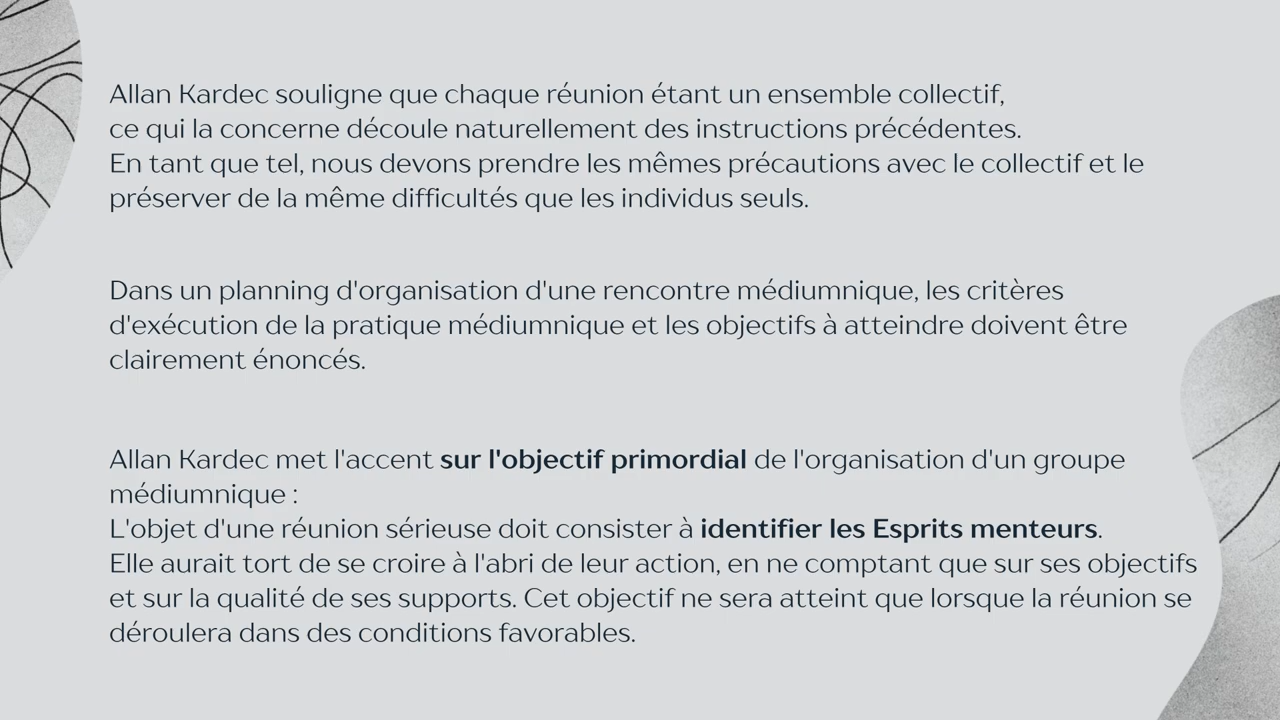 Allan Kardec souligne que chaque réunion étant un ensemble collectif,
ce qui la concerne découle naturellement des instructions précédentes.
En tant que tel, nous devons prendre les mêmes précautions avec le collectif et le
préserver de la même difficultés que les individus seuls.
Dans un planning d'organisation d'une rencontre médiumnique, les critères
d'exécution de la pratique médiumnique et les objectifs à atteindre doivent être
clairement énoncés.
Allan Kardec met l'accent sur l'objectif primordial de l'organisation d'un groupe
médiumnique :
L'objet d'une réunion sérieuse doit consister à identifier les Esprits menteurs.
Elle aurait tort de se croire à l'abri de leur action, en ne comptant que sur ses objectifs
et sur la qualité de ses supports. Cet objectif ne sera atteint que lorsque la réunion se
déroulera dans des conditions favorables.